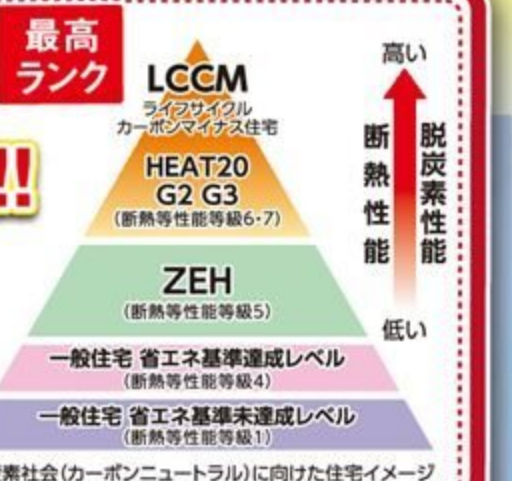 最高
ランク
!!
LCCM
ライフサイクル
カーボンマイナス住宅
HEAT20
G2 G3
(断熱等性能等級6・7)
ZEH
(断熱等性能等級5)
一般住宅 省エネ基準達成レベル
(断熱等性能等級4)
一般住宅 省エネ基準未達成レベル
(断熱等性能等級1)
高い
断熱性能
脱炭素性能
低い
素社会(カーボンニュートラル)に向けた住宅イメージ